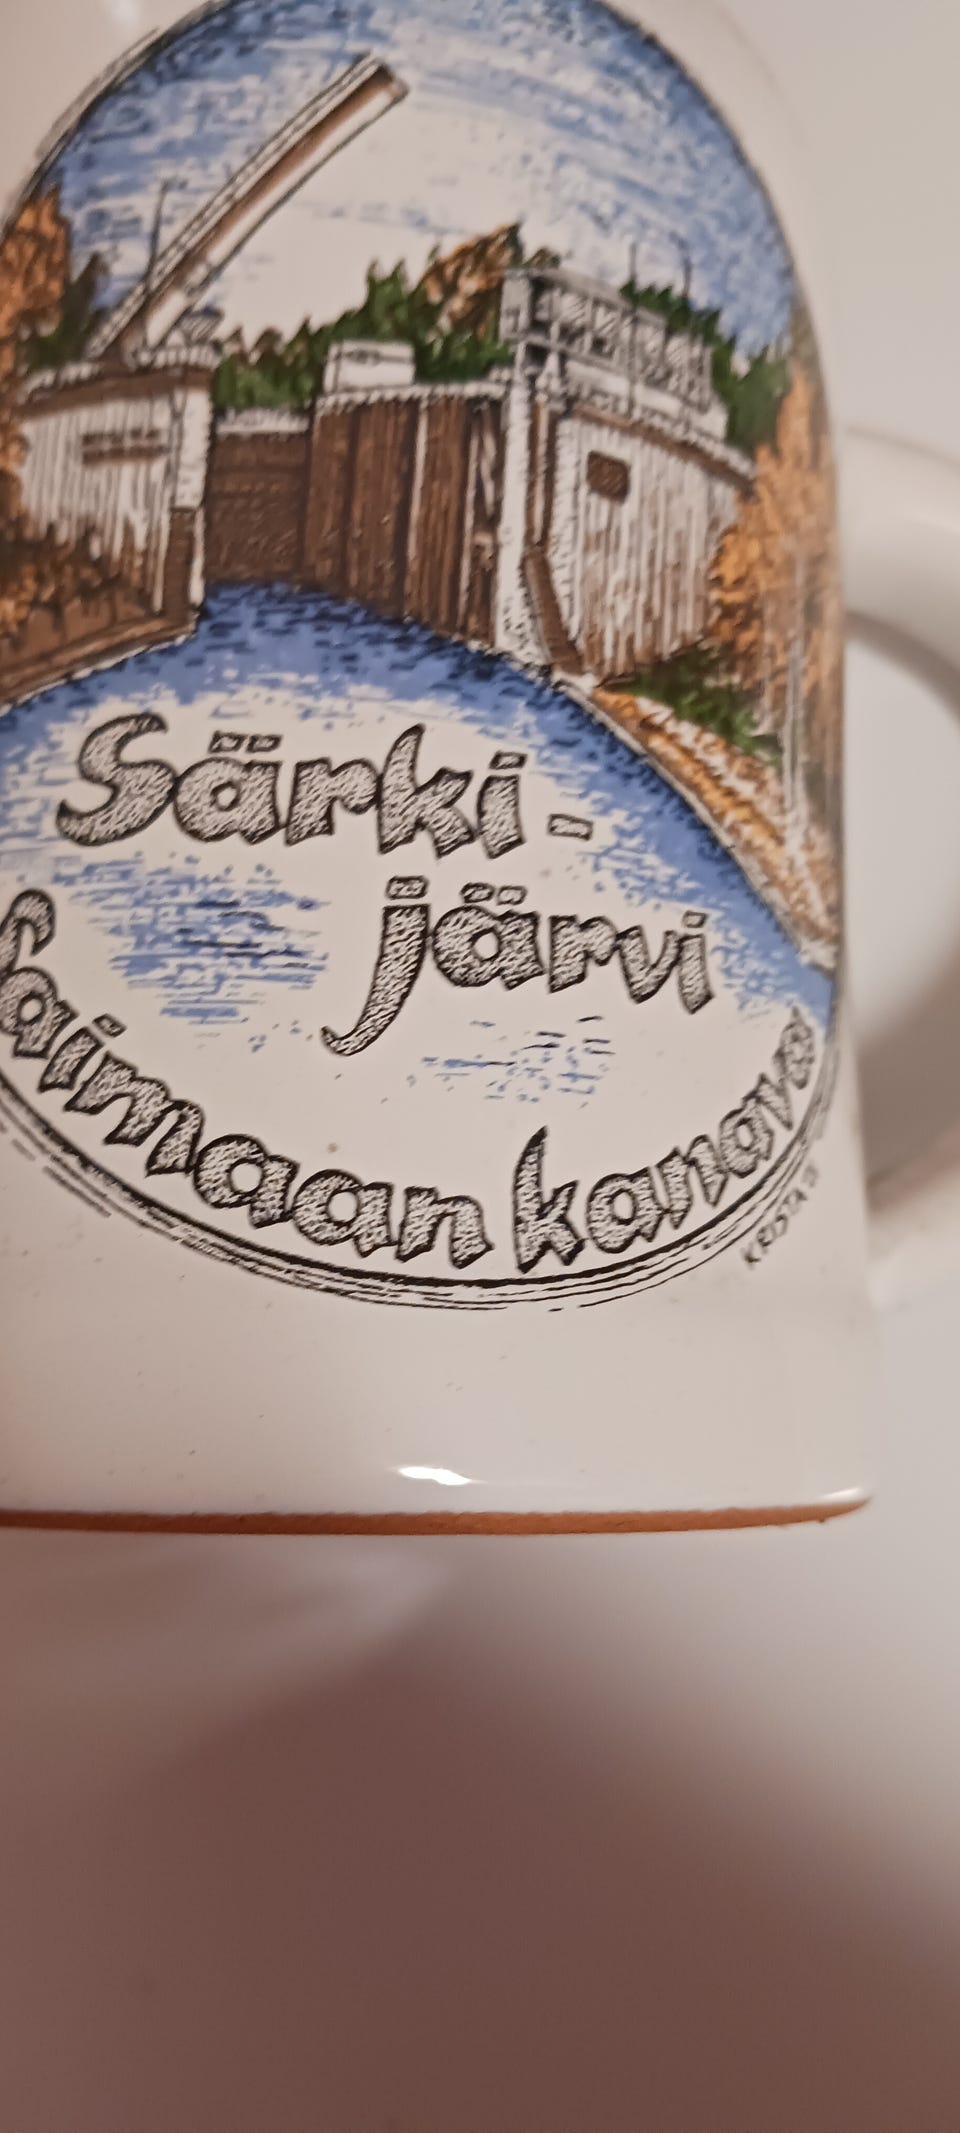 Särki-
järvi
Saimaan kanava